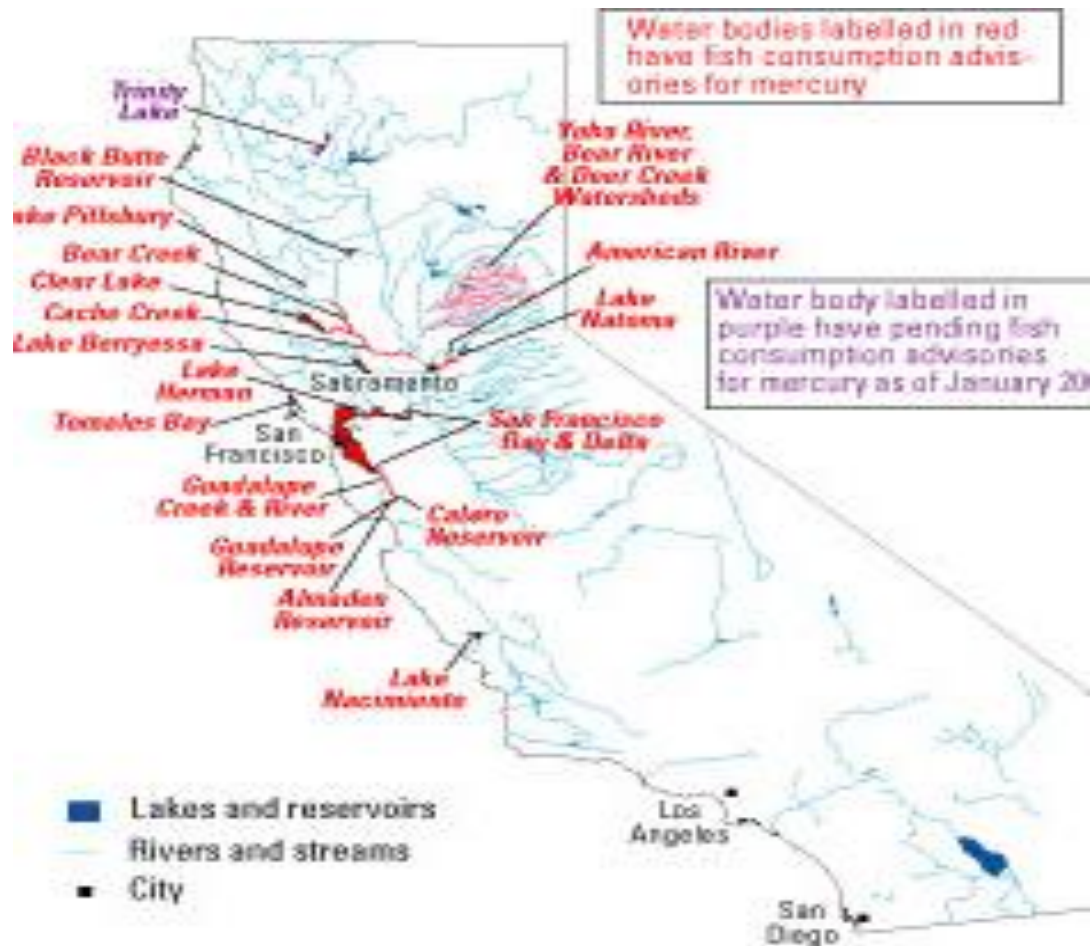 Water bodies labelled in red
have fish consumption advis-
ories for mercury
Trinity
Lake
Black Butte
Reservoir
Pillsbury
Bear Creek
Clear Lake
Cache Creek
Lake Berryessa
Lake
Herman
Tomales Bay
San
Francisco
Guadalupe
Creek & River
Guadalupe
Reservoir
Almaden
Reservoir
Lake
Nacimiento
Yuba River,
Bear River
& Deer Creek
Watersheds
American River
Lake
Natoma
Sakramento
San Francisco
Bay & Delta
Calero
Reservoir
Water body labelled in
purple have pending fish
consumption advisories
for mercury as of January
Lakes and reservoirs
Rivers and streams
City
Los
Angeles
San
Diego